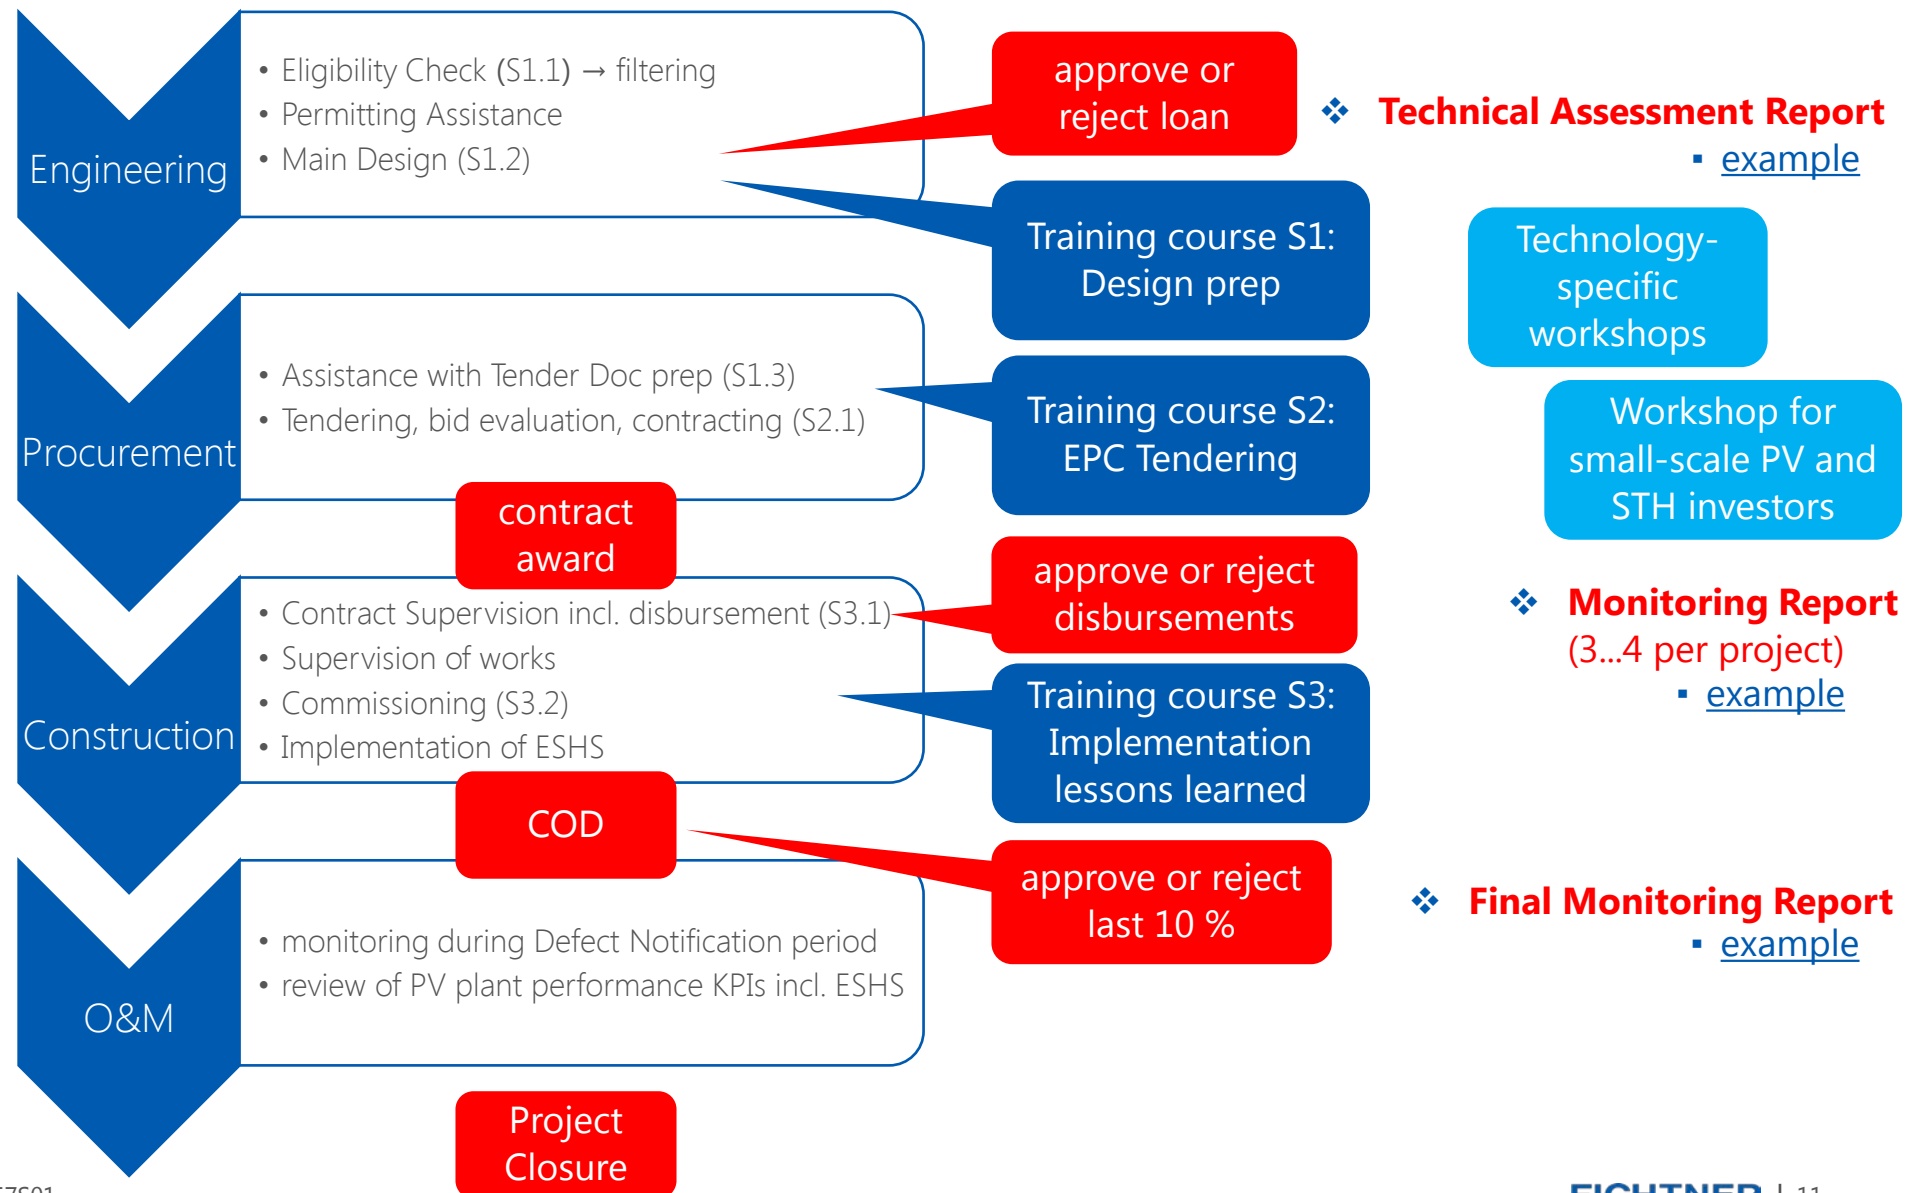 Engineering
• Eligibility Check (S1.1) → filtering
• Permitting Assistance
• Main Design (S1.2)
approve or
reject loan
❖ Technical Assessment Report
▪ example
Training course S1:
Design prep
Technology-
specific
workshops
Procurement
• Assistance with Tender Doc prep (S1.3)
• Tendering, bid evaluation, contracting (S2.1)
Training course S2:
EPC Tendering
Workshop for
small-scale PV and
STH investors
contract
award
Construction
• Contract Supervision incl. disbursement (S3.1)
• Supervision of works
• Commissioning (S3.2)
• Implementation of ESHS
approve or reject
disbursements
❖ Monitoring Report
(3...4 per project)
▪ example
Training course S3:
Implementation
lessons learned
COD
O&M
• monitoring during Defect Notification period
• review of PV plant performance KPIs incl. ESHS
approve or reject
last 10 %
❖ Final Monitoring Report
▪ example
Project
Closure
FICHTNER | 11